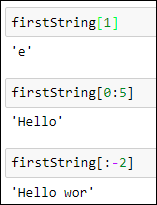 firstString[1]
'e'
firstString[0:5]
'Hello'
firstString[:-2]
'Hello wor'